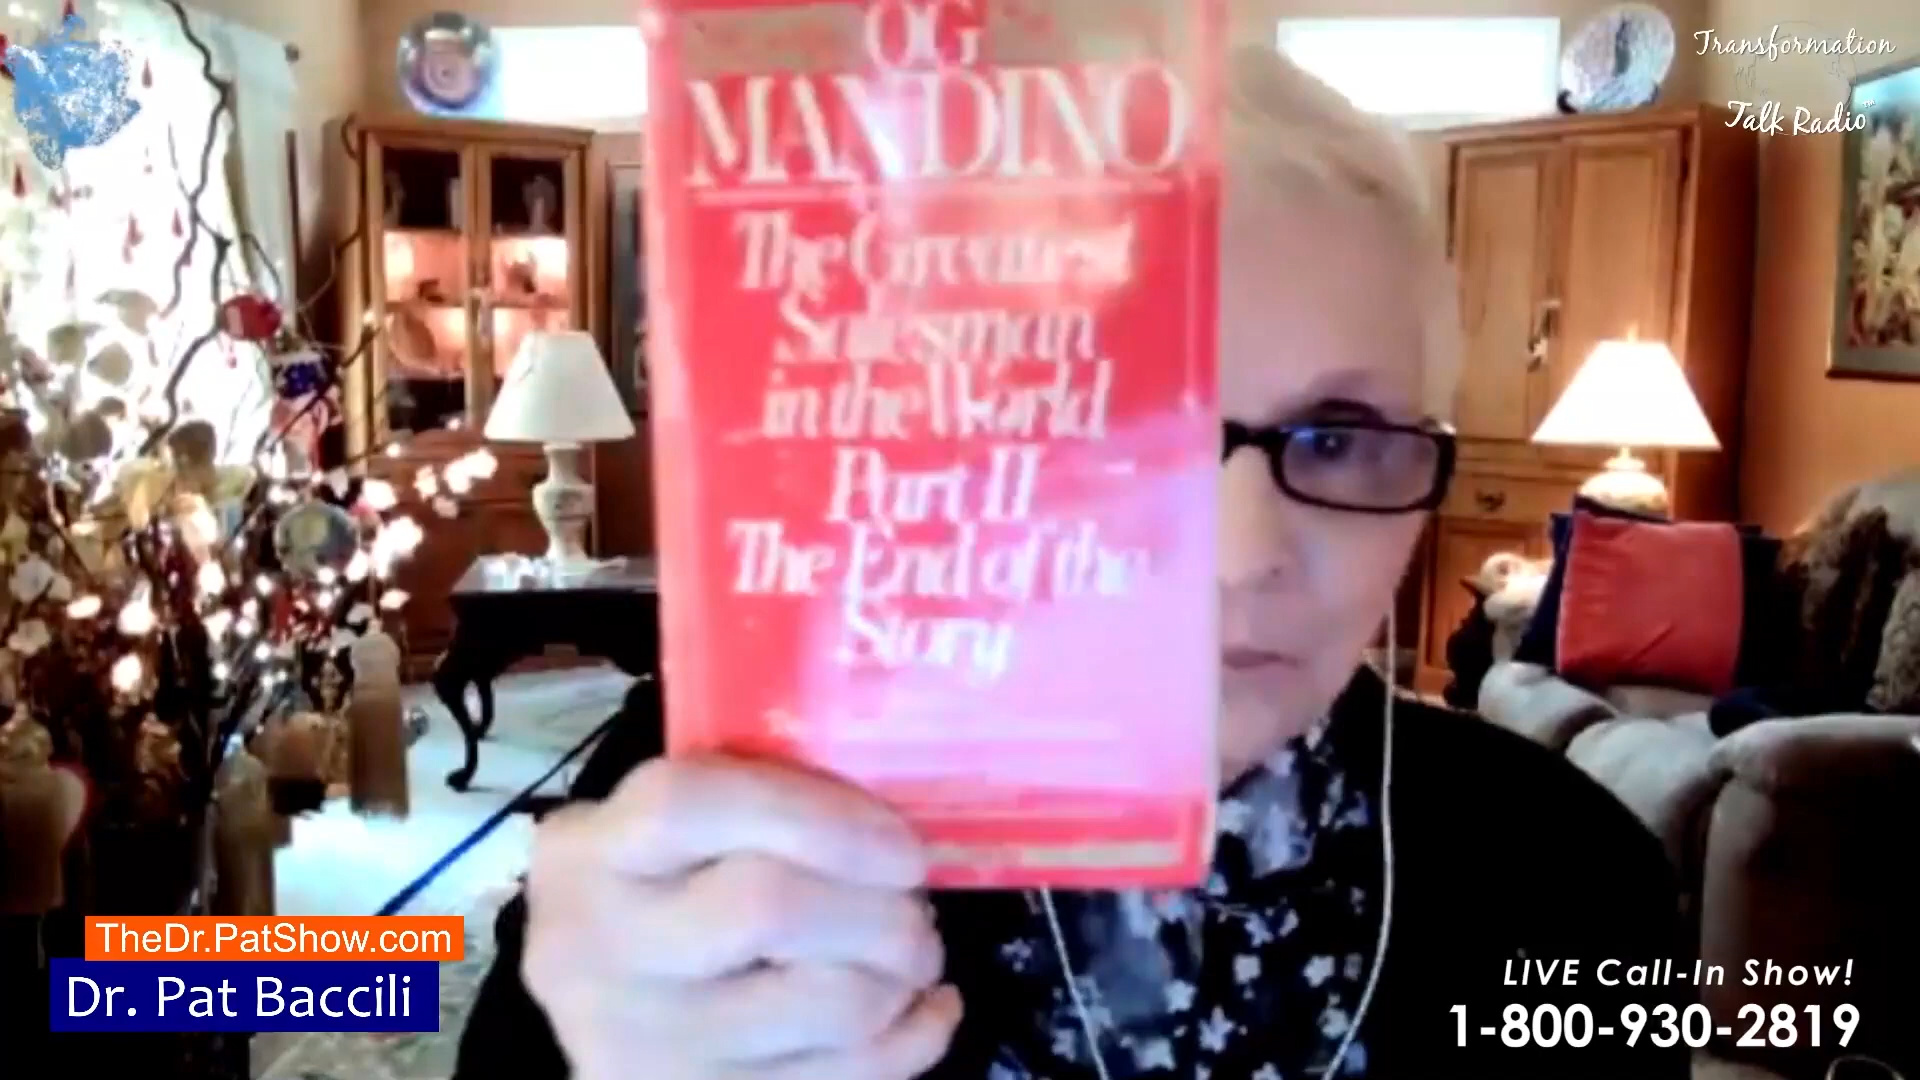 OG
MANDINO
The Greatest
Salesman
in the World
Part II
The End of the
Story
Transformation
Talk Radio™
TheDr.PatShow.com
Dr. Pat Baccili
LIVE Call-In Show!
1-800-930-2819